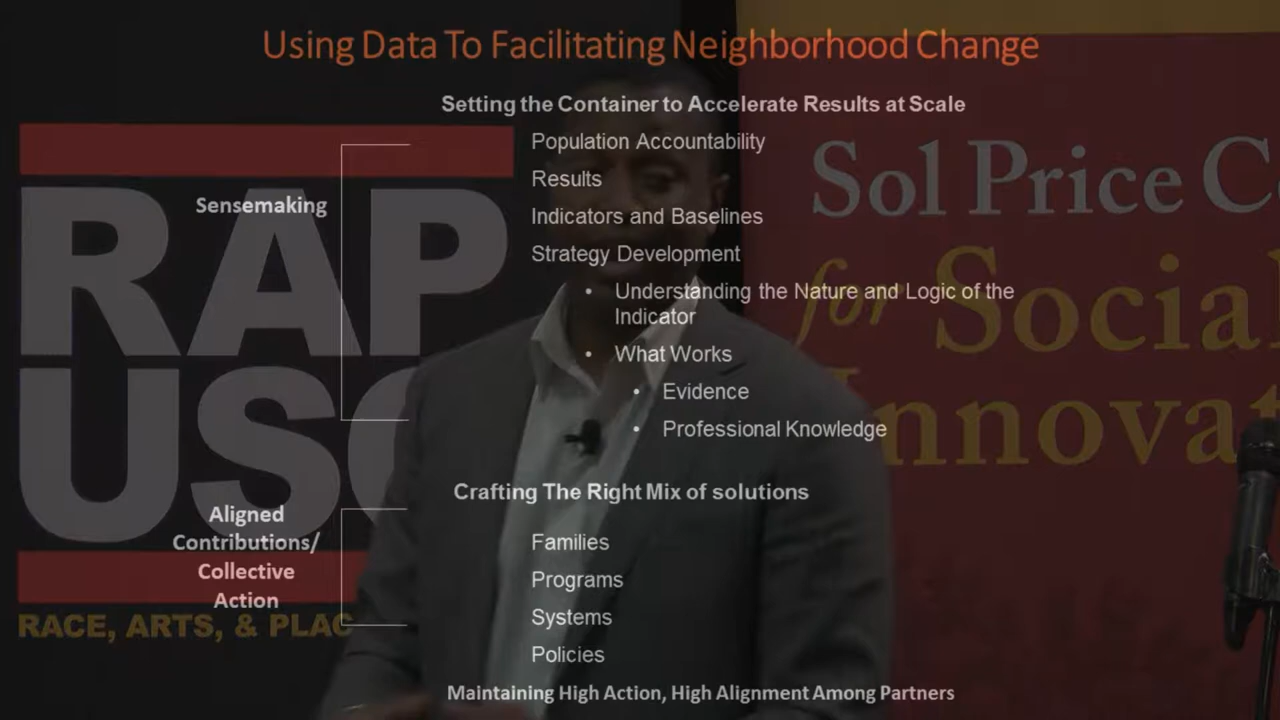 Using Data To Facilitating Neighborhood Change
Setting the Container to Accelerate Results at Scale
Population Accountability
Results
Sensemaking
Indicators and Baselines
Strategy Development
• Understanding the Nature and Logic of the
Indicator
• What Works
• Evidence
• Professional Knowledge
Crafting The Right Mix of solutions
Aligned
Contributions/
Collective
Action
Families
Programs
Systems
Policies
Maintaining High Action, High Alignment Among Partners
RAP
USC
RACE, ARTS, & PLAC
Sol Price C
for Social
Innovat